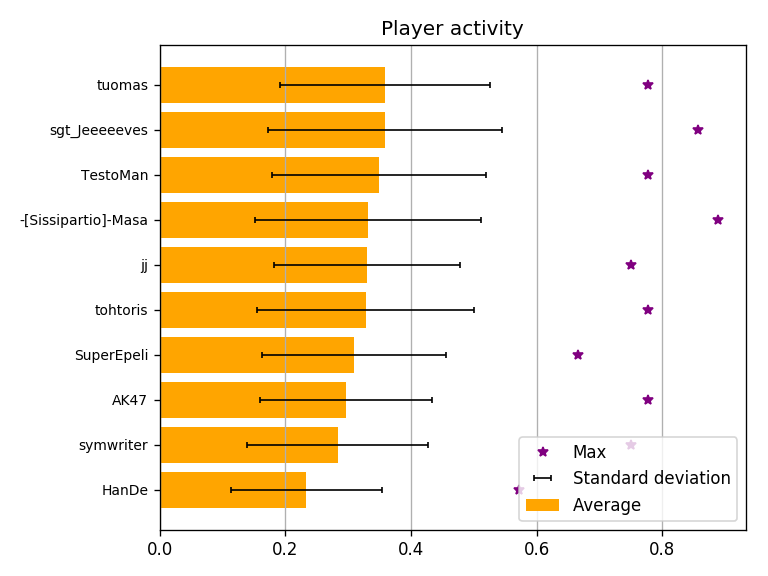 Player activity
tuomas
sgt_Jeeeeeves
TestoMan
-[Sissipartio]-Masa
jj
tohtoris
SuperEpeli
AK47
symwriter
HanDe
Max
Standard deviation
Average
0.0 0.2 0.4 0.6 0.8